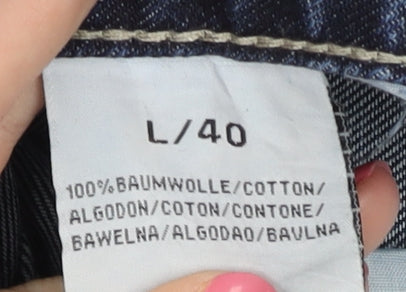 L/40
100%BAUMWOLLE/COTTON/
ALGODON/COTON/CONTONE/
BAWELNA/ALGODAO/BAVLNA